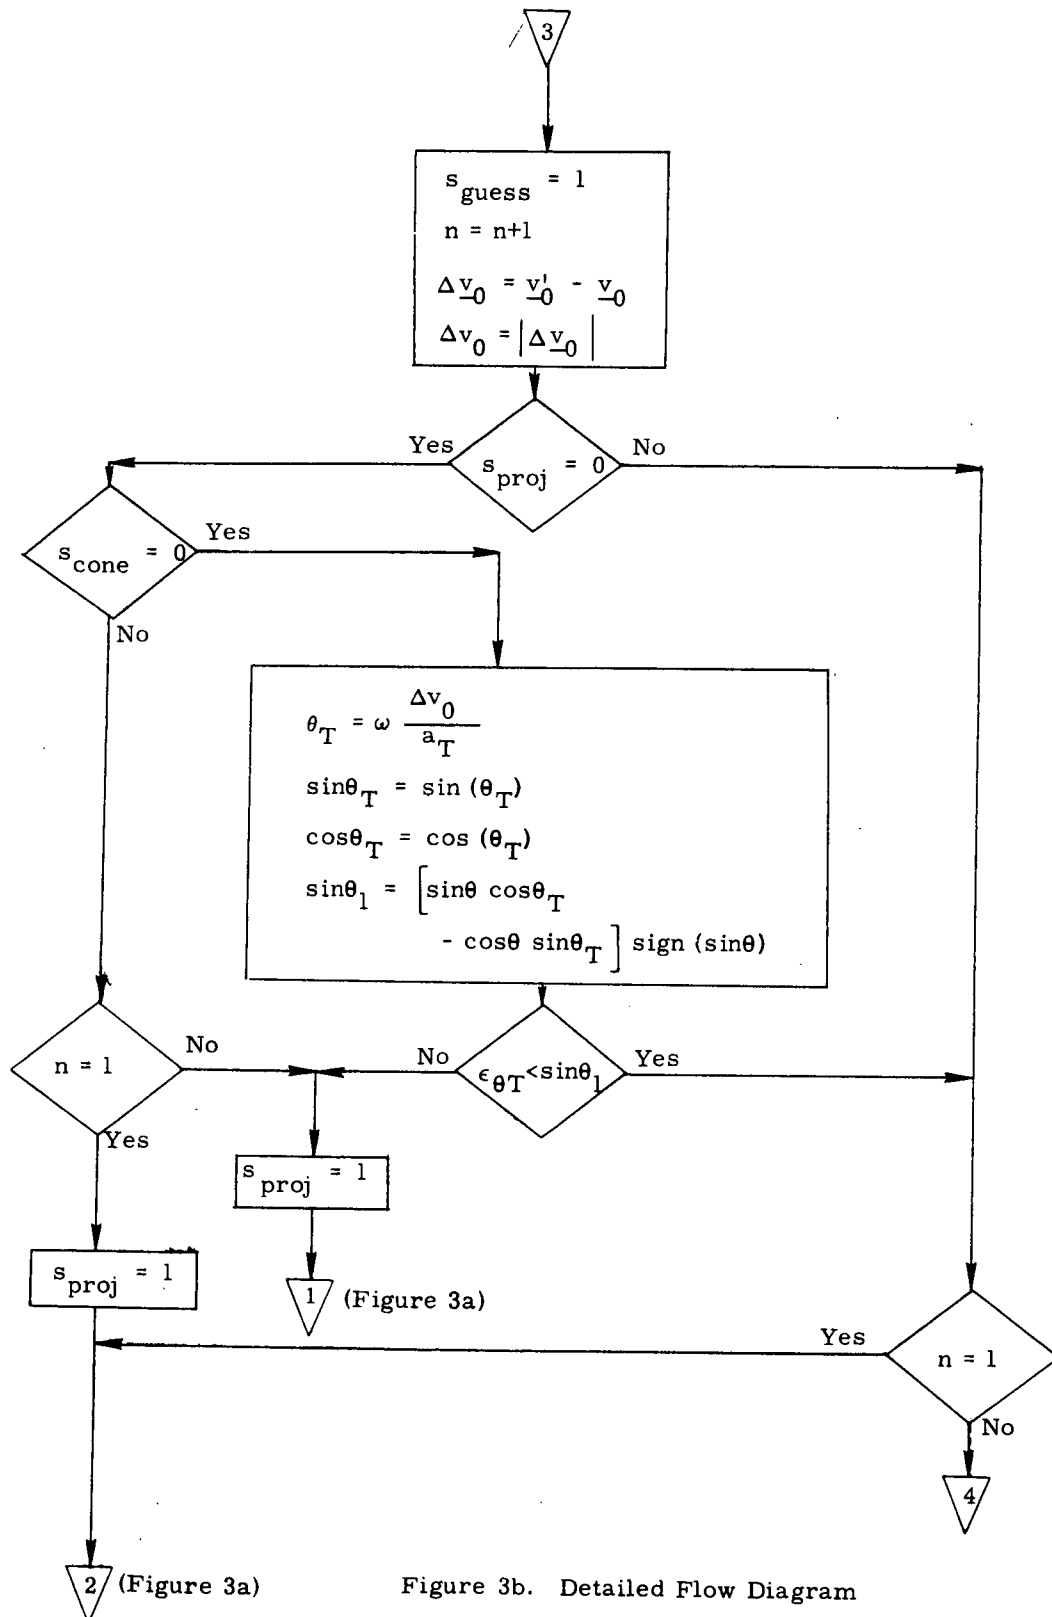 3
s_guess = 1
n = n+1
Δv_0 = v'_0 - v_0
Δv_0 = |Δv_0|
Yes
s_proj = 0
No
s_cone = 0
Yes
No
θ_T = ω Δv_0 / a_T
sinθ_T = sin (θ_T)
cosθ_T = cos (θ_T)
sinθ_1 = [sinθ cosθ_T
- cosθ sinθ_T] sign (sinθ)
n = 1
No
No
ε_θT < sinθ_1
Yes
Yes
s_proj = 1
s_proj = 1
1 (Figure 3a)
Yes
n = 1
No
4
2 (Figure 3a)
Figure 3b. Detailed Flow Diagram